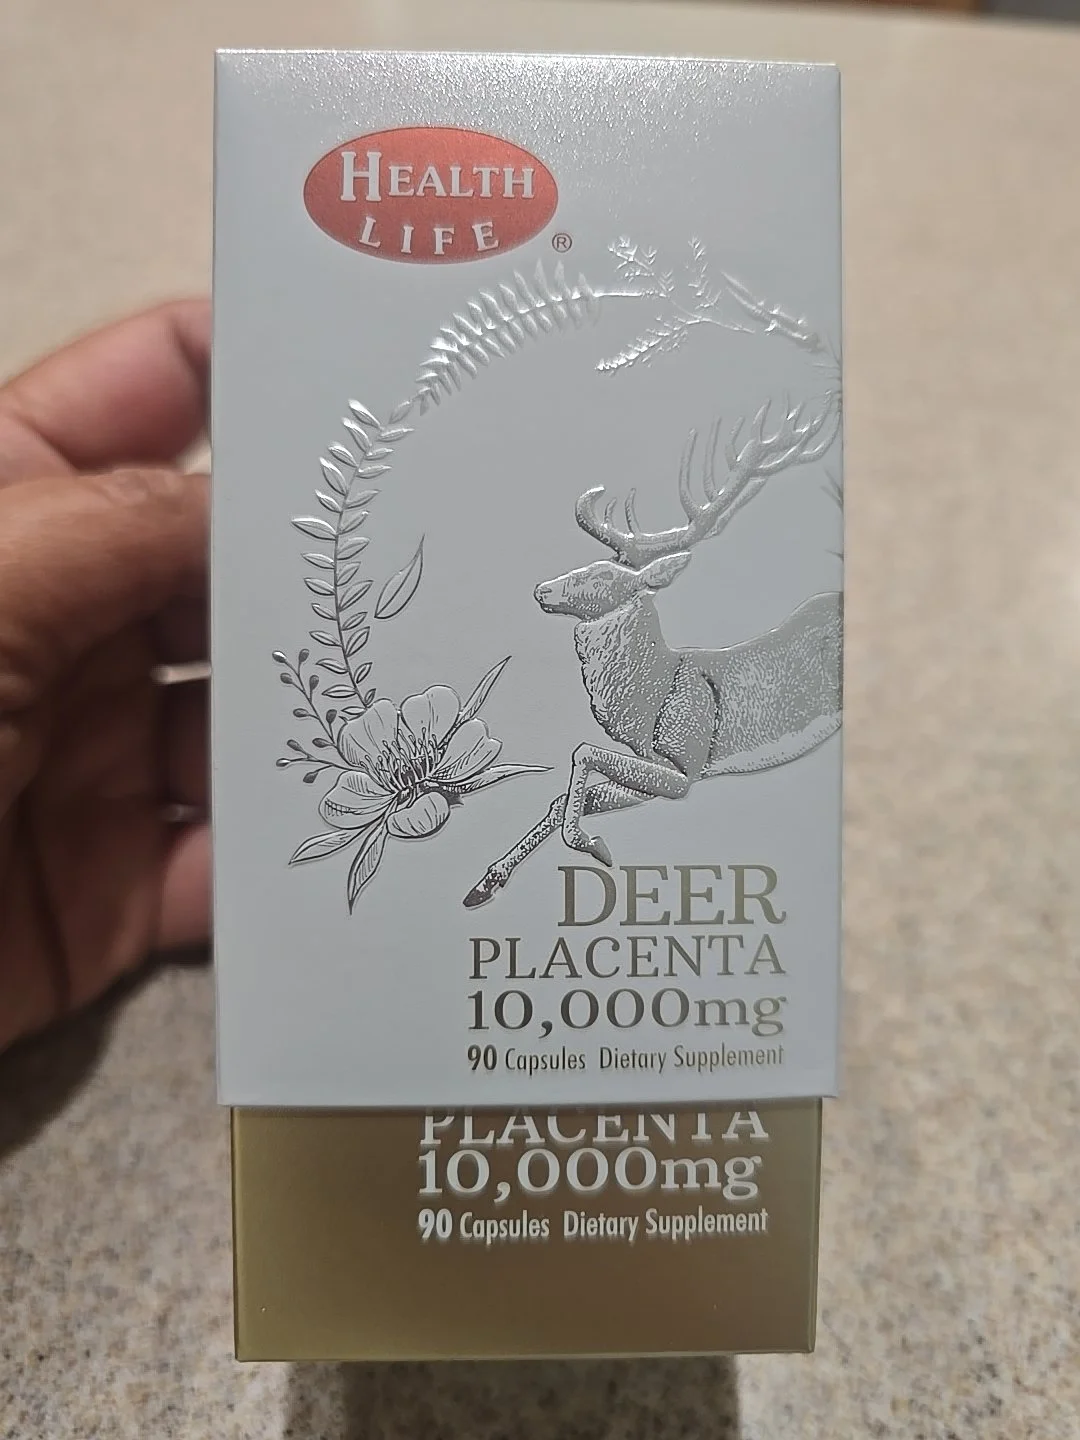 HEALTH
LIFE ®
DEER
PLACENTA
10,000mg
90 Capsules Dietary Supplement
PLACENTA
10,000mg
90 Capsules Dietary Supplement